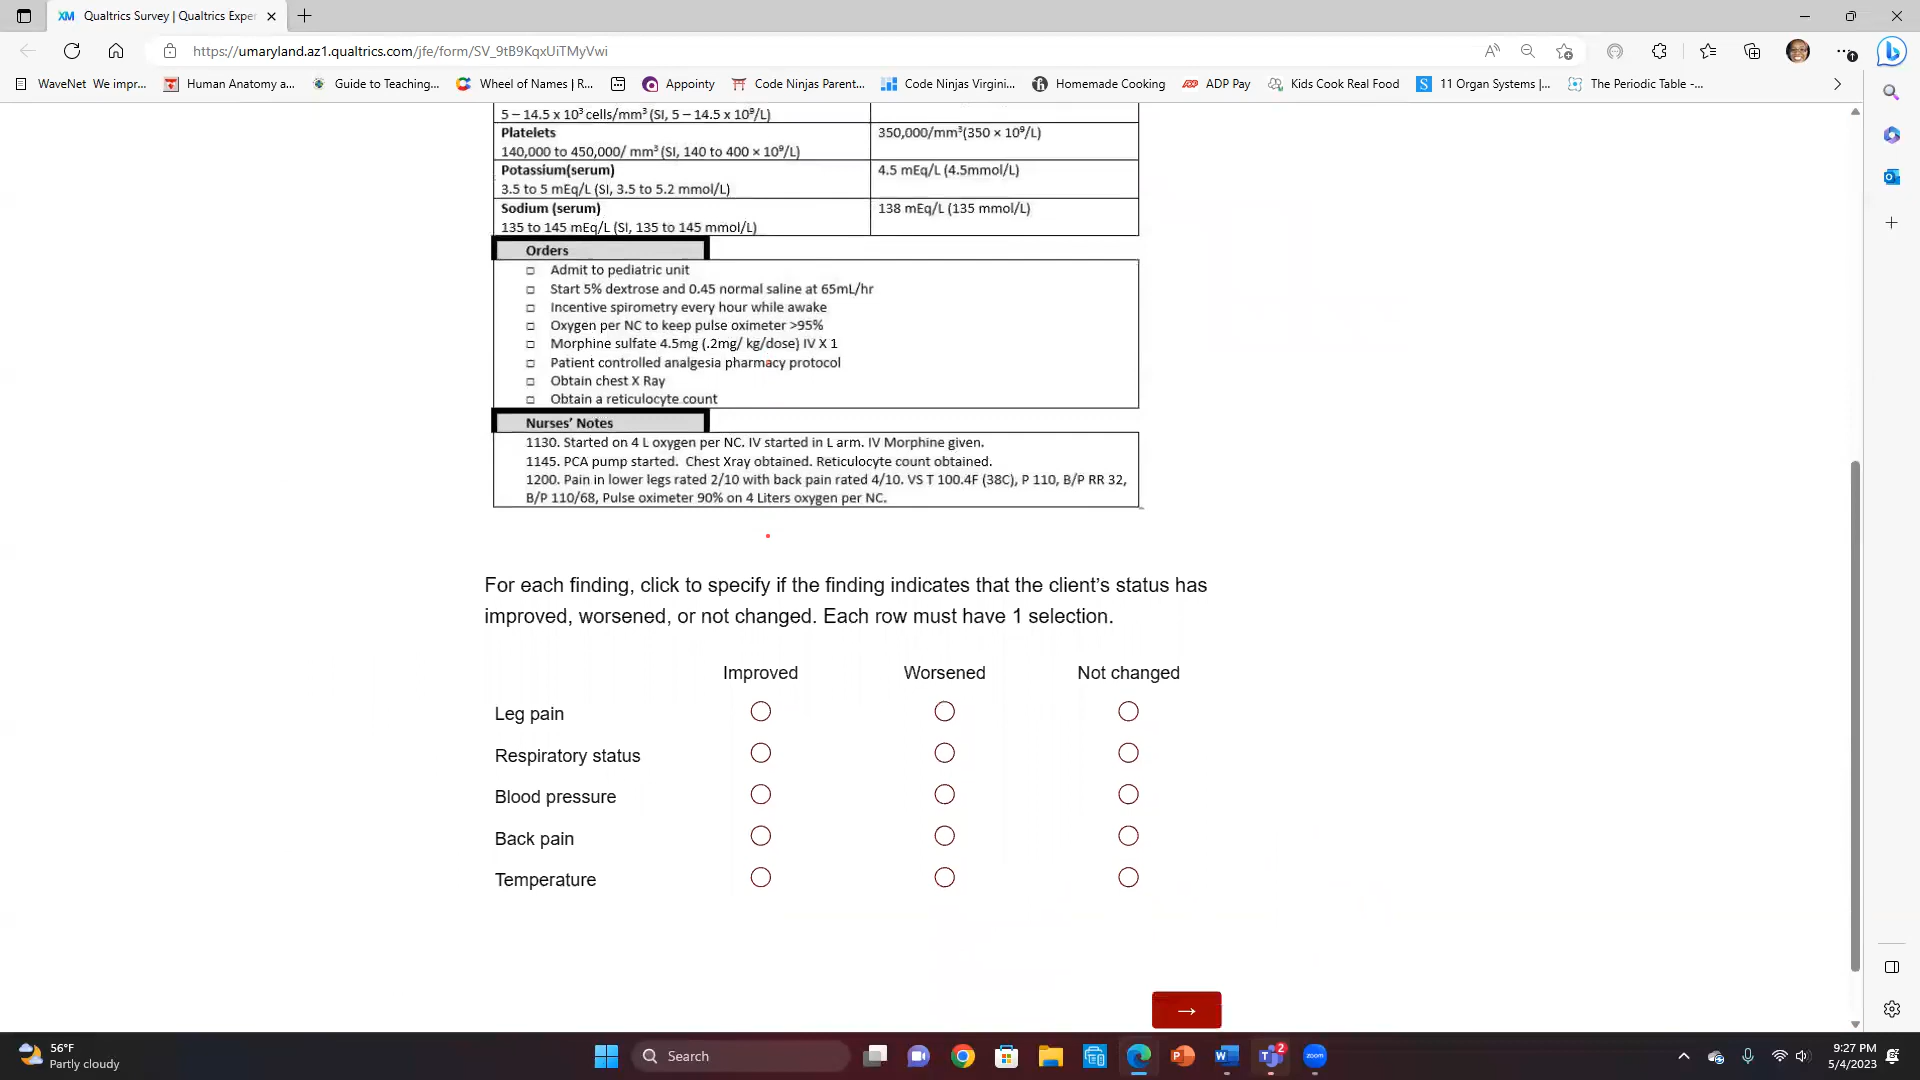 Qualtrics Survey | Qualtrics Exper
https://umaryland.az1.qualtrics.com/jfe/form/SV_9tB9KqxUiTMyVwi
WaveNet We impr...
Human Anatomy a...
Guide to Teaching...
Wheel of Names | R...
Appointy
Code Ninjas Parent...
Code Ninjas Virgini...
Homemade Cooking
ADP Pay
Kids Cook Real Food
11 Organ Systems |...
The Periodic Table -...
5 – 14.5 x 10³ cells/mm³ (SI, 5 – 14.5 x 10⁹/L)
Platelets
350,000/mm³(350 × 10⁹/L)
140,000 to 450,000/ mm³ (SI, 140 to 400 × 10⁹/L)
Potassium(serum)
4.5 mEq/L (4.5mmol/L)
3.5 to 5 mEq/L (SI, 3.5 to 5.2 mmol/L)
Sodium (serum)
138 mEq/L (135 mmol/L)
135 to 145 mEq/L (SI, 135 to 145 mmol/L)
Orders
Admit to pediatric unit
Start 5% dextrose and 0.45 normal saline at 65mL/hr
Incentive spirometry every hour while awake
Oxygen per NC to keep pulse oximeter >95%
Morphine sulfate 4.5mg (.2mg/ kg/dose) IV X 1
Patient controlled analgesia pharmacy protocol
Obtain chest X Ray
Obtain a reticulocyte count
Nurses' Notes
1130. Started on 4 L oxygen per NC. IV started in L arm. IV Morphine given.
1145. PCA pump started. Chest Xray obtained. Reticulocyte count obtained.
1200. Pain in lower legs rated 2/10 with back pain rated 4/10. VS T 100.4F (38C), P 110, B/P RR 32,
B/P 110/68, Pulse oximeter 90% on 4 Liters oxygen per NC.
For each finding, click to specify if the finding indicates that the client's status has
improved, worsened, or not changed. Each row must have 1 selection.
Improved Worsened Not changed
Leg pain
Respiratory status
Blood pressure
Back pain
Temperature
→
56°F
Partly cloudy
Search
2
zoom
9:27 PM
5/4/2023